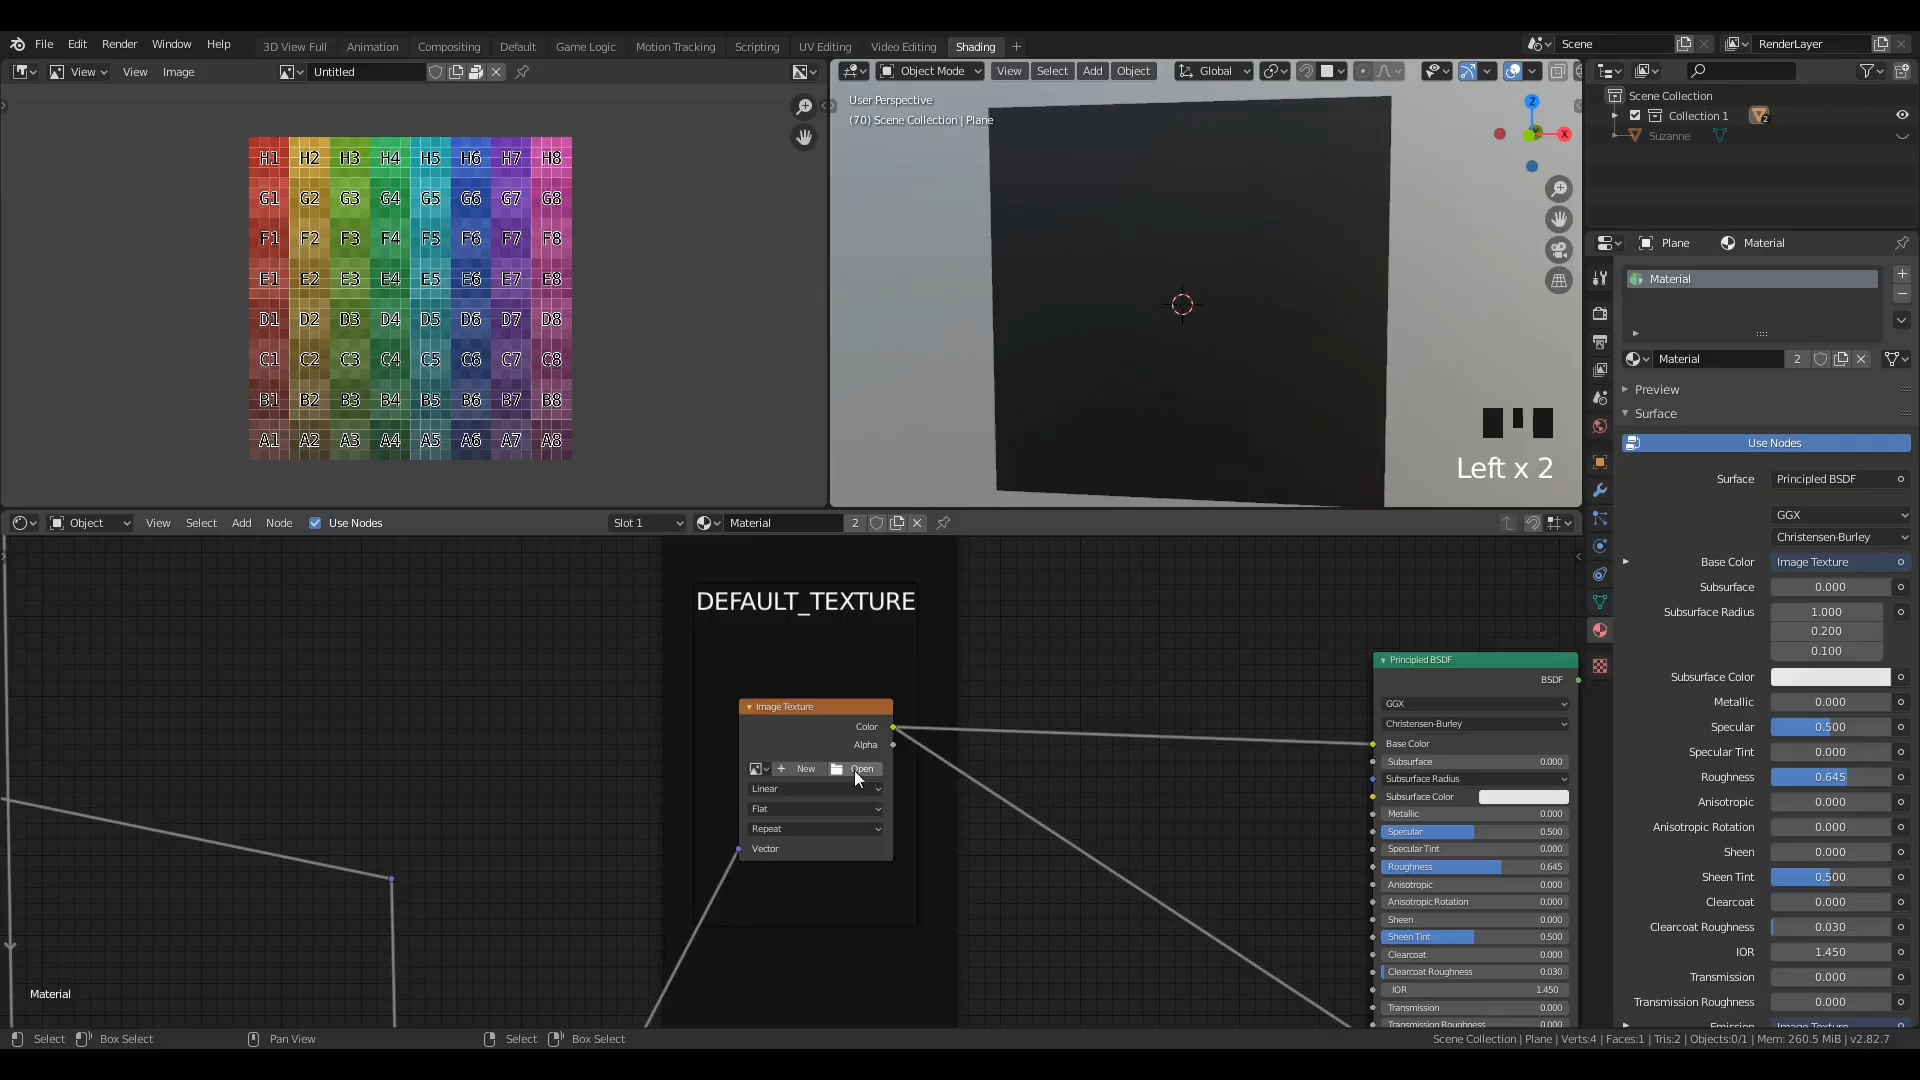 File Edit Render Window Help
3D View Full Animation Compositing Default Game Logic Motion Tracking Scripting UV Editing Video Editing Shading
Scene
RenderLayer
View View Image
Untitled
Object Mode View Select Add Object Global
User Perspective
(70) Scene Collection | Plane
Z
X
H1 H2 H3 H4 H5 H6 H7 H8
G1 G2 G3 G4 G5 G6 G7 G8
F1 F2 F3 F4 F5 F6 F7 F8
E1 E2 E3 E4 E5 E6 E7 E8
D1 D2 D3 D4 D5 D6 D7 D8
C1 C2 C3 C4 C5 C6 C7 C8
B1 B2 B3 B4 B5 B6 B7 B8
A1 A2 A3 A4 A5 A6 A7 A8
Left x 2
Scene Collection
Collection 1 2
Suzanne
Plane Material
Material
Material 2
Preview
Surface
Use Nodes
Surface Principled BSDF
GGX
Christensen-Burley
Base Color Image Texture
Subsurface 0.000
Subsurface Radius 1.000
0.200
0.100
Subsurface Color
Metallic 0.000
Specular 0.500
Specular Tint 0.000
Roughness 0.645
Anisotropic 0.000
Anisotropic Rotation 0.000
Sheen 0.000
Sheen Tint 0.500
Clearcoat 0.000
Clearcoat Roughness 0.030
IOR 1.450
Transmission 0.000
Transmission Roughness 0.000
Emission Image Texture
Object View Select Add Node Use Nodes
Slot 1 Material 2
DEFAULT_TEXTURE
Image Texture
Color
Alpha
New Open
Linear
Flat
Repeat
Vector
Principled BSDF
BSDF
GGX
Christensen-Burley
Base Color
Subsurface 0.000
Subsurface Radius
Subsurface Color
Metallic 0.000
Specular 0.500
Specular Tint 0.000
Roughness 0.645
Anisotropic 0.000
Anisotropic Rotation 0.000
Sheen 0.000
Sheen Tint 0.500
Clearcoat 0.000
Clearcoat Roughness 0.030
IOR 1.450
Transmission 0.000
Transmission Roughness 0.000
Material
Select Box Select Pan View Select Box Select
Scene Collection | Plane | Verts:4 | Faces:1 | Tris:2 | Objects:0/1 | Mem: 260.5 MiB | v2.82.7